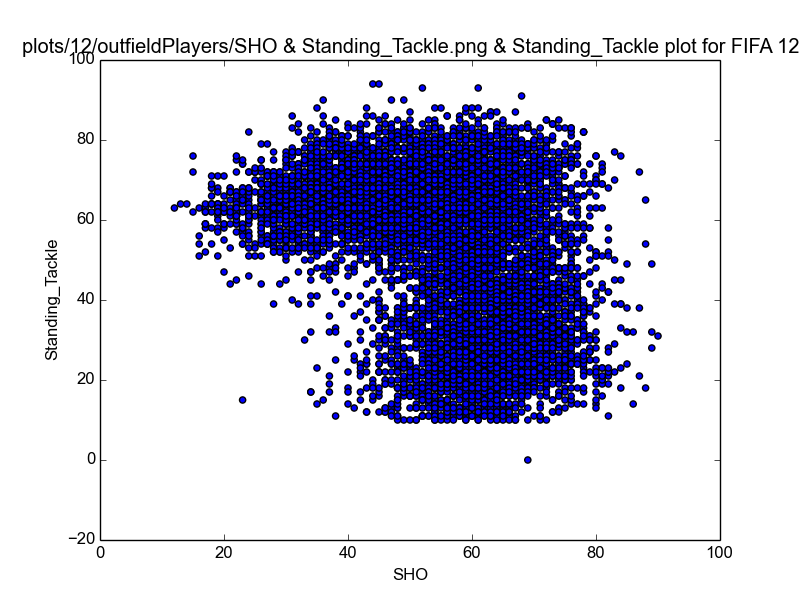 plots/12/outfieldPlayers/SHO & Standing_Tackle.png & Standing_Tackle plot for FIFA 12
100
80
60
40
20
0
−20
Standing_Tackle
0 20 40 60 80 100
SHO